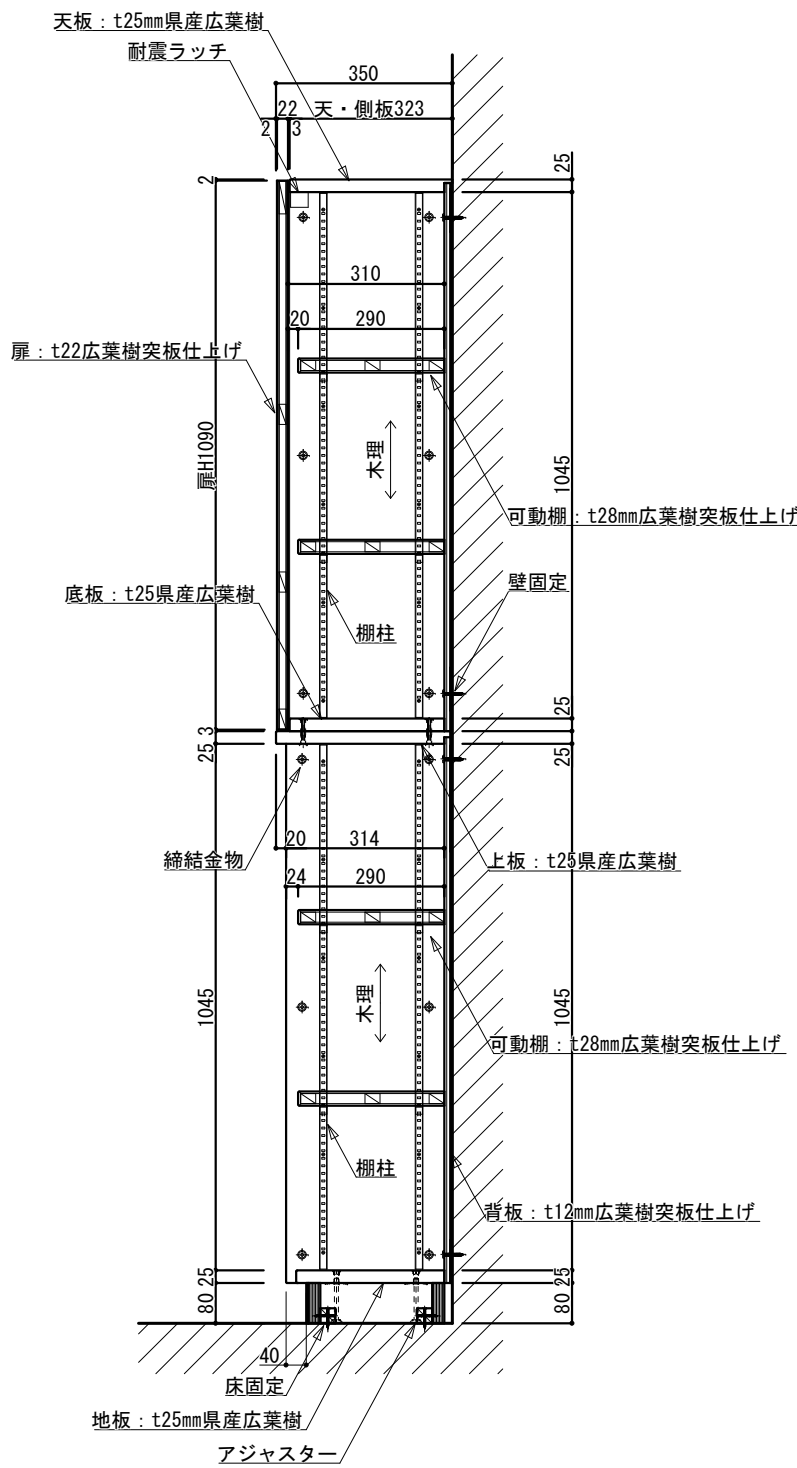 天板：t25mm県産広葉樹
耐震ラッチ
350
22
天・側板323
2
3
2
25
310
20
290
扉：t22広葉樹突板仕上げ
扉H1090
木理
1045
可動棚：t28mm広葉樹突板仕上げ
底板：t25県産広葉樹
壁固定
棚柱
25
3
25
25
締結金物
20
314
上板：t25県産広葉樹
24
290
木理
1045
1045
可動棚：t28mm広葉樹突板仕上げ
棚柱
背板：t12mm広葉樹突板仕上げ
25
25
80
80
40
床固定
地板：t25mm県産広葉樹
アジャスター